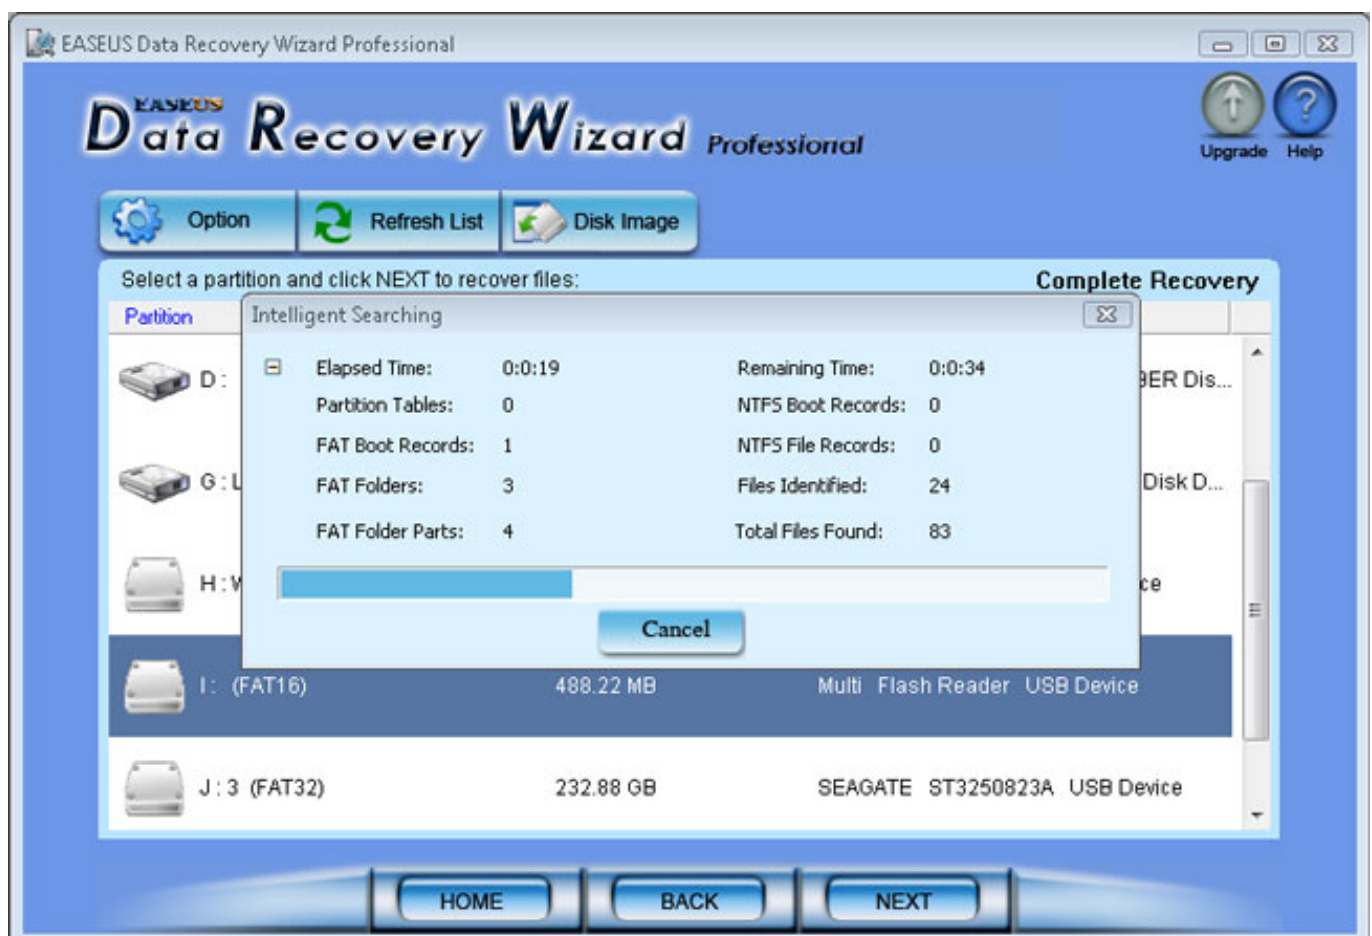 EASEUS Data Recovery Wizard Professional
EASEUS
Data Recovery Wizard Professional
Upgrade Help
Option Refresh List Disk Image
Select a partition and click NEXT to recover files: Complete Recovery
Partition Intelligent Searching
Elapsed Time: 0:0:19 Remaining Time: 0:0:34
D: Dis...
Partition Tables: 0 NTFS Boot Records: 0
FAT Boot Records: 1 NTFS File Records: 0
G: FAT Folders: 3 Files Identified: 24 Disk D...
FAT Folder Parts: 4 Total Files Found: 83
H:
Cancel
I: (FAT16) 488.22 MB Multi Flash Reader USB Device
J: 3 (FAT32) 232.88 GB SEAGATE ST3250823A USB Device
HOME BACK NEXT